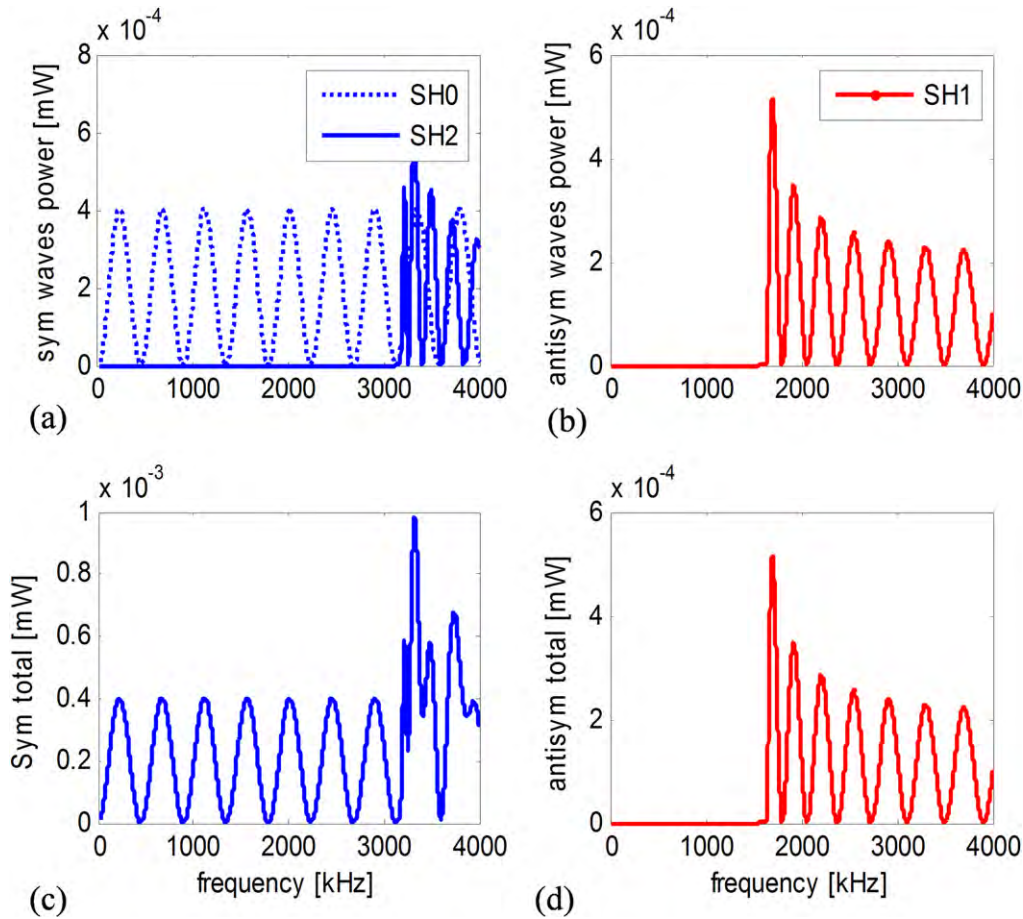 x 10^-4
8
6
4
2
0
sym waves power [mW]
SH0
SH2
0 1000 2000 3000 4000
(a)
x 10^-4
6
4
2
0
antisym waves power [mW]
SH1
0 1000 2000 3000 4000
(b)
x 10^-3
1
0.8
0.6
0.4
0.2
0
Sym total [mW]
0 1000 2000 3000 4000
frequency [kHz]
(c)
x 10^-4
6
4
2
0
antisym total [mW]
0 1000 2000 3000 4000
frequency [kHz]
(d)